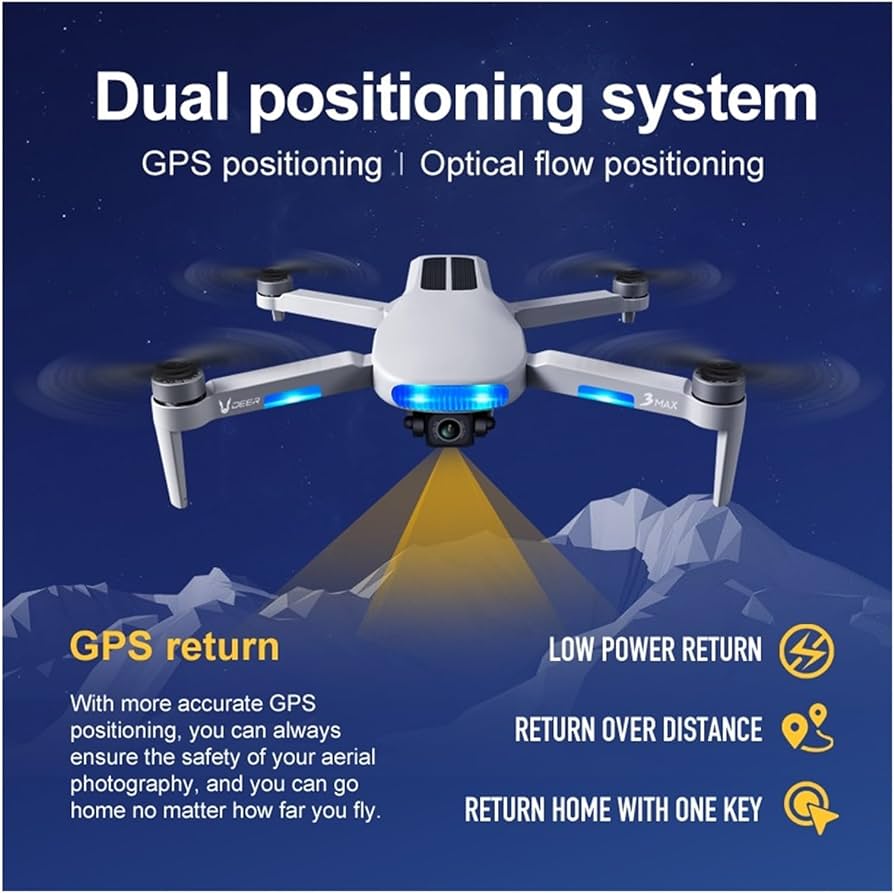 Dual positioning system
GPS positioning | Optical flow positioning
DEER
3 MAX
GPS return
With more accurate GPS
positioning, you can always
ensure the safety of your aerial
photography, and you can go
home no matter how far you fly.
LOW POWER RETURN
RETURN OVER DISTANCE
RETURN HOME WITH ONE KEY